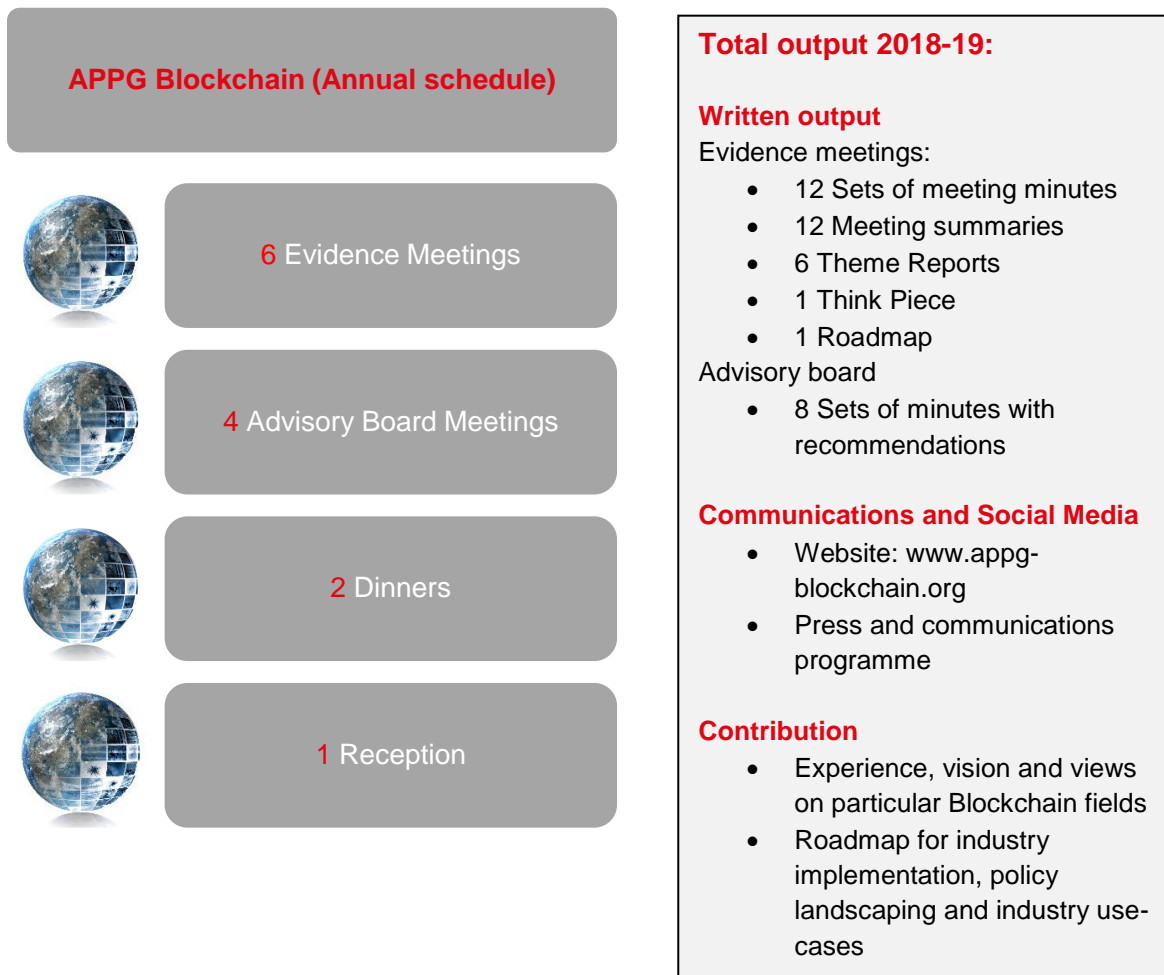 APPG Blockchain (Annual schedule)
6 Evidence Meetings
4 Advisory Board Meetings
2 Dinners
1 Reception
Total output 2018-19:
Written output
Evidence meetings:
• 12 Sets of meeting minutes
• 12 Meeting summaries
• 6 Theme Reports
• 1 Think Piece
• 1 Roadmap
Advisory board
• 8 Sets of minutes with
recommendations
Communications and Social Media
• Website: www.appg-
blockchain.org
• Press and communications
programme
Contribution
• Experience, vision and views
on particular Blockchain fields
• Roadmap for industry
implementation, policy
landscaping and industry use-
cases